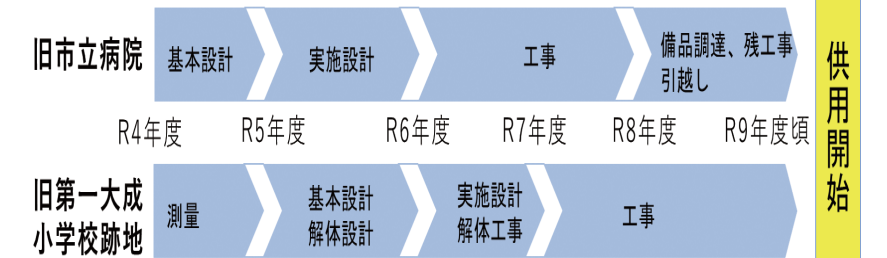 旧市立病院
基本設計
実施設計
工事
備品調達、残工事
引越し
R4年度
R5年度
R6年度
R7年度
R8年度
R9年度頃
旧第一大成
小学校跡地
測量
基本設計
解体設計
実施設計
解体工事
工事
供用開始